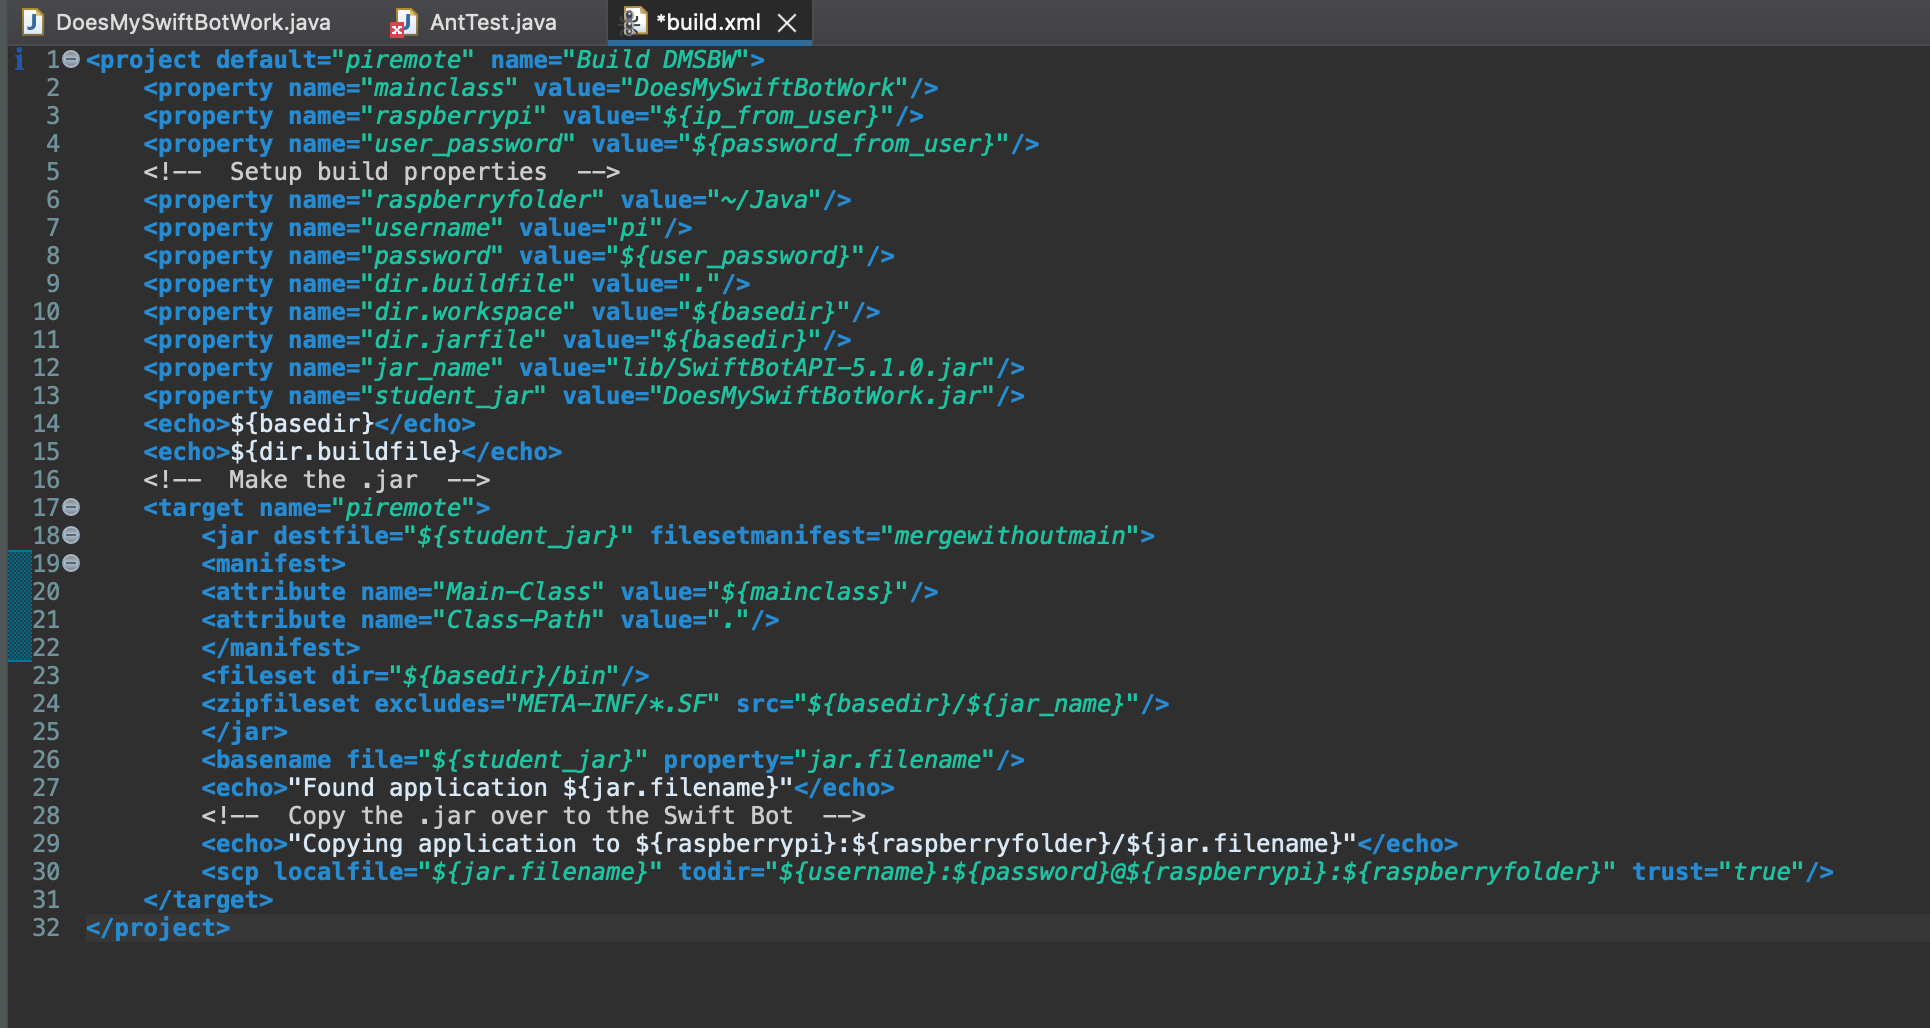 DoesMySwiftBotWork.java AntTest.java *build.xml
1 <project default="piremote" name="Build DMSBW">
2 <property name="mainclass" value="DoesMySwiftBotWork"/>
3 <property name="raspberrypi" value="${ip_from_user}"/>
4 <property name="user_password" value="${password_from_user}"/>
5 <!--  Setup build properties  -->
6 <property name="raspberryfolder" value="~/Java"/>
7 <property name="username" value="pi"/>
8 <property name="password" value="${user_password}"/>
9 <property name="dir.buildfile" value="."/>
10 <property name="dir.workspace" value="${basedir}"/>
11 <property name="dir.jarfile" value="${basedir}"/>
12 <property name="jar_name" value="lib/SwiftBotAPI-5.1.0.jar"/>
13 <property name="student_jar" value="DoesMySwiftBotWork.jar"/>
14 <echo>${basedir}</echo>
15 <echo>${dir.buildfile}</echo>
16 <!--  Make the .jar  -->
17 <target name="piremote">
18 <jar destfile="${student_jar}" filesetmanifest="mergewithoutmain">
19 <manifest>
20 <attribute name="Main-Class" value="${mainclass}"/>
21 <attribute name="Class-Path" value="."/>
22 </manifest>
23 <fileset dir="${basedir}/bin"/>
24 <zipfileset excludes="META-INF/*.SF" src="${basedir}/${jar_name}"/>
25 </jar>
26 <basename file="${student_jar}" property="jar.filename"/>
27 <echo>"Found application ${jar.filename}"</echo>
28 <!--  Copy the .jar over to the Swift Bot  -->
29 <echo>"Copying application to ${raspberrypi}:${raspberryfolder}/${jar.filename}"</echo>
30 <scp localfile="${jar.filename}" todir="${username}:${password}@${raspberrypi}:${raspberryfolder}" trust="true"/>
31 </target>
32 </project>